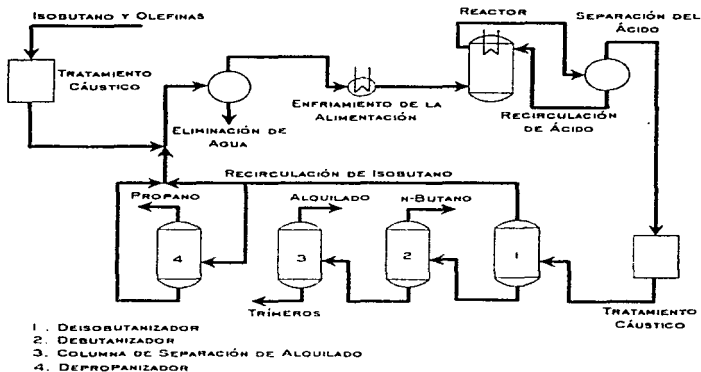 ISOBUTANO Y OLEFINAS
REACTOR
SEPARACIÓN DEL
ÁCIDO
TRATAMIENTO
CÁUSTICO
ENFRIAMIENTO DE LA
ALIMENTACIÓN
ELIMINACIÓN DE
AGUA
RECIRCULACIÓN
DE ÁCIDO
RECIRCULACIÓN DE ISOBUTANO
PROPANO
ALQUILADO
N-BUTANO
4
3
2
1
TRÍMEROS
TRATAMIENTO
CÁUSTICO
1. DEISOBUTANIZADOR
2. DEBUTANIZADOR
3. COLUMNA DE SEPARACIÓN DE ALQUILADO
4. DEPROPANIZADOR